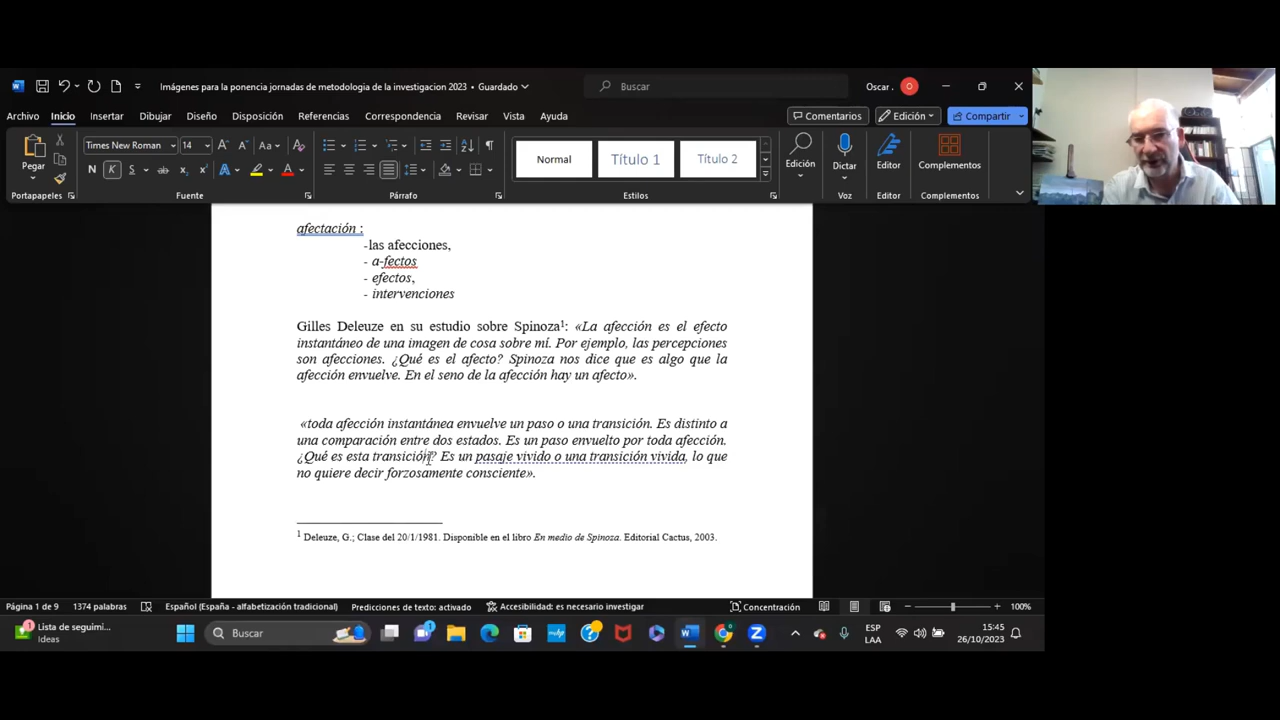 Imágenes para la ponencia jornadas de metodologia de la investigacion 2023 • Guardado
Buscar
Oscar . O
Archivo Inicio Insertar Dibujar Diseño Disposición Referencias Correspondencia Revisar Vista Ayuda
Comentarios Edición Compartir
Pegar
Times New Roman 14
Normal Título 1 Título 2
Edición Dictar Editor Complementos
Portapapeles Fuente Párrafo Estilos Voz Editor Complementos
afectación :
-las afecciones,
- a-fectos
- efectos,
- intervenciones
Gilles Deleuze en su estudio sobre Spinoza¹: «La afección es el efecto
instantáneo de una imagen de cosa sobre mí. Por ejemplo, las percepciones
son afecciones. ¿Qué es el afecto? Spinoza nos dice que es algo que la
afección envuelve. En el seno de la afección hay un afecto».
«toda afección instantánea envuelve un paso o una transición. Es distinto a
una comparación entre dos estados. Es un paso envuelto por toda afección.
¿Qué es esta transición? Es un pasaje vivido o una transición vivida, lo que
no quiere decir forzosamente consciente».
¹ Deleuze, G.; Clase del 20/1/1981. Disponible en el libro En medio de Spinoza. Editorial Cactus, 2003.
Página 1 de 9 1374 palabras Español (España - alfabetización tradicional) Predicciones de texto: activado Accesibilidad: es necesario investigar Concentración 100%
Lista de seguimi...
Ideas
Buscar
ESP
LAA
15:45
26/10/2023